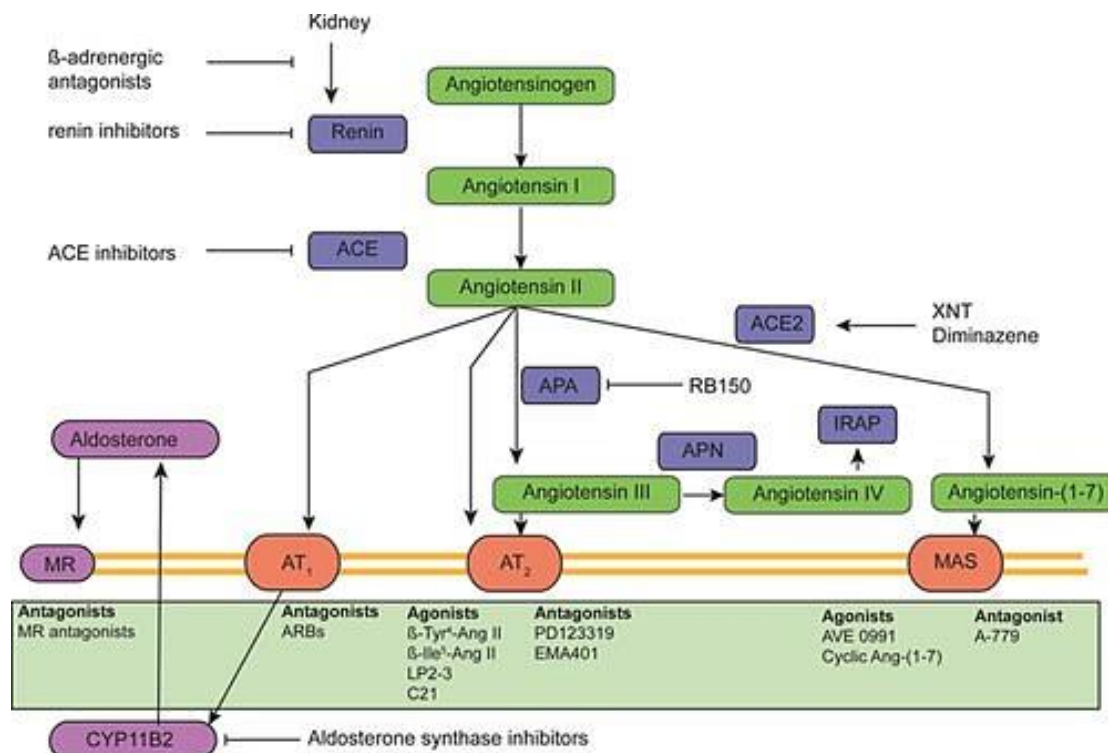 Kidney
ß-adrenergic
antagonists
Angiotensinogen
renin inhibitors
Renin
Angiotensin I
ACE inhibitors
ACE
Angiotensin II
ACE2
XNT
Diminazene
APA
RB150
Aldosterone
APN
IRAP
Angiotensin III
Angiotensin IV
Angiotensin-(1-7)
MR
AT₁
AT₂
MAS
Antagonists
MR antagonists
Antagonists
ARBs
Agonists
ß-Tyr⁴-Ang II
ß-Ile⁵-Ang II
LP2-3
C21
Antagonists
PD123319
EMA401
Agonists
AVE 0991
Cyclic Ang-(1-7)
Antagonist
A-779
CYP11B2
Aldosterone synthase inhibitors